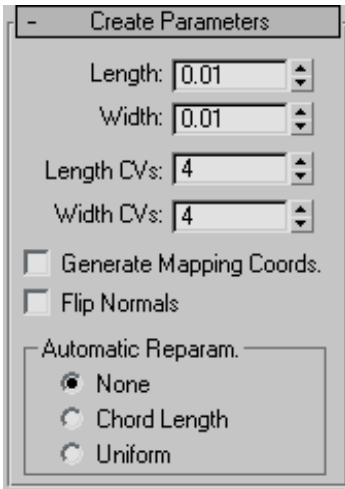 - Create Parameters
Length: 0.01
Width: 0.01
Length CVs: 4
Width CVs: 4
Generate Mapping Coords.
Flip Normals
Automatic Reparam.
None
Chord Length
Uniform